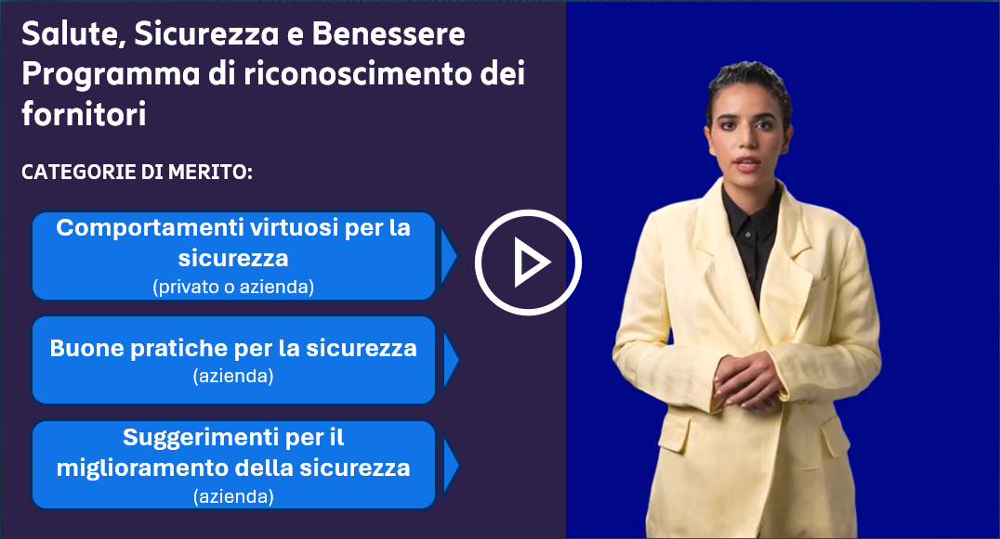 Salute, Sicurezza e Benessere
Programma di riconoscimento dei
fornitori
CATEGORIE DI MERITO:
Comportamenti virtuosi per la
sicurezza
(privato o azienda)
Buone pratiche per la sicurezza
(azienda)
Suggerimenti per il
miglioramento della sicurezza
(azienda)